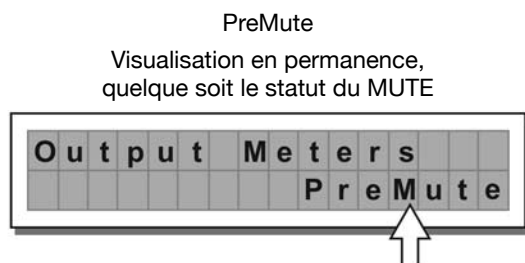 PreMute
Visualisation en permanence,
quelque soit le statut du MUTE
Output Meters
PreMute